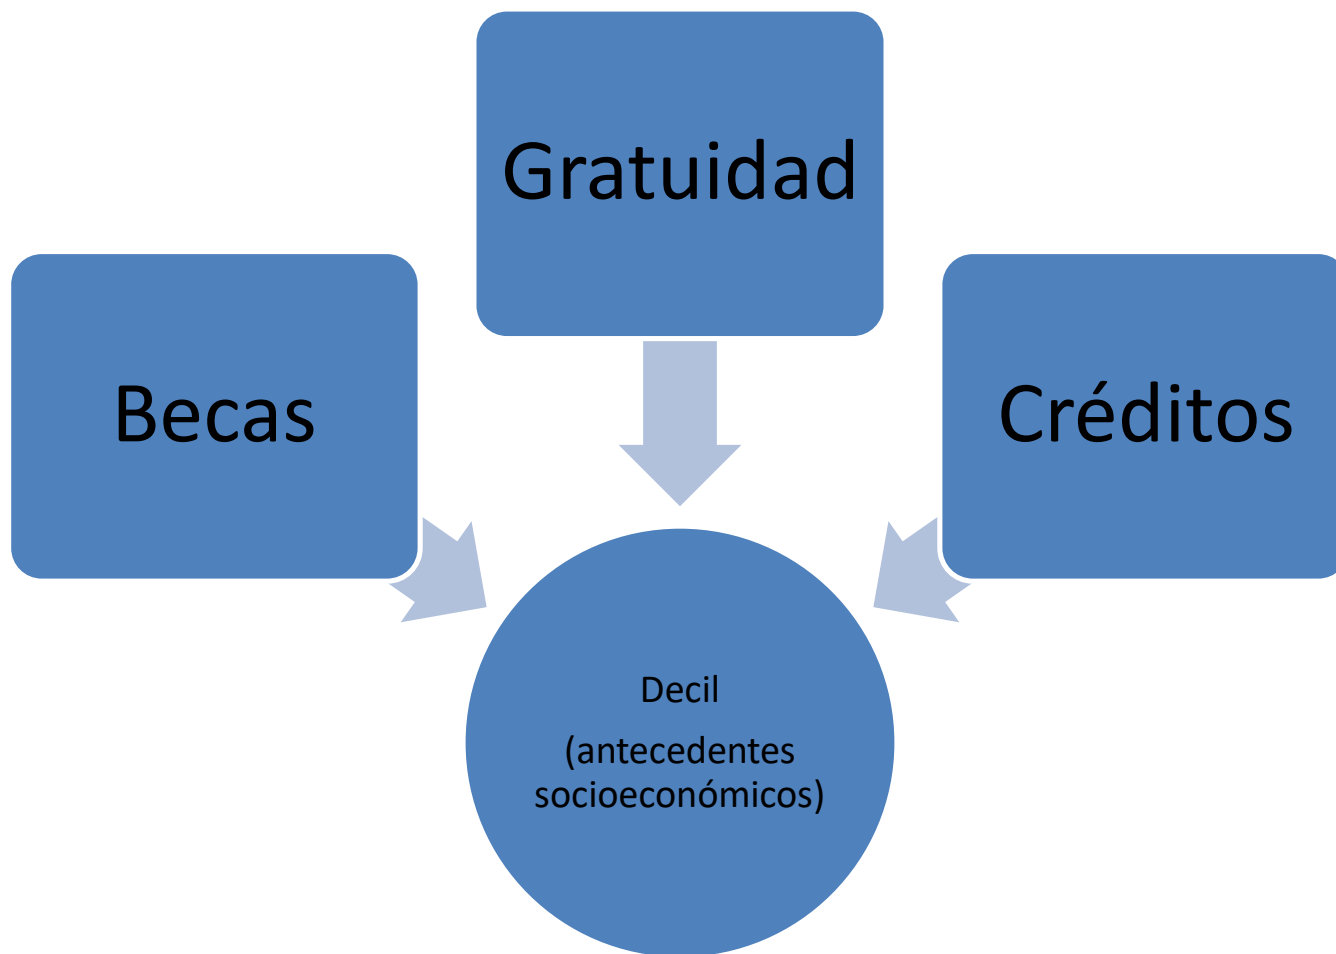 Gratuidad
Becas
Créditos
Decil
(antecedentes
socioeconómicos)